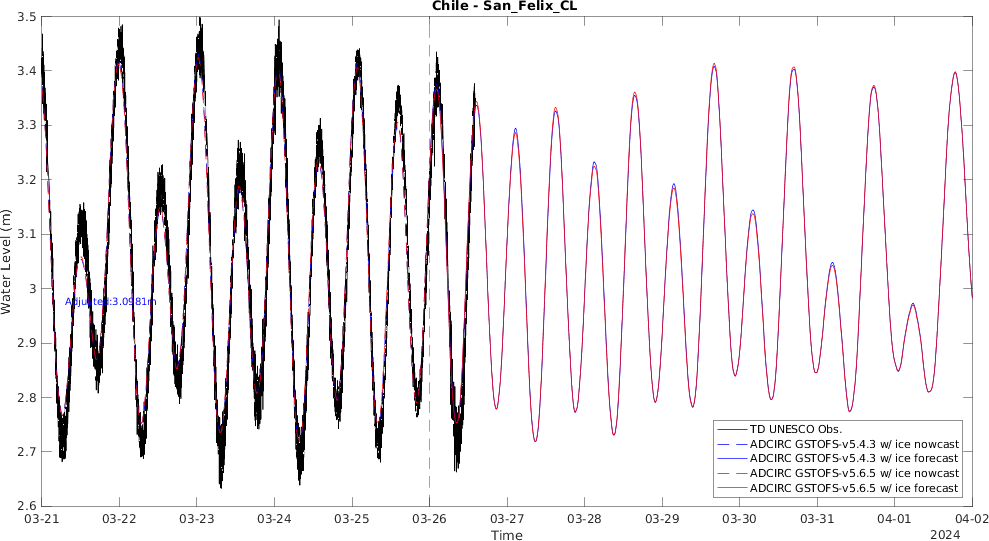 Chile - San_Felix_CL
3.5
3.4
3.3
3.2
3.1
3
2.9
2.8
2.7
2.6
Water Level (m)
Adjusted:3.0981m
TD UNESCO Obs.
ADCIRC GSTOFS-v5.4.3 w/ ice nowcast
ADCIRC GSTOFS-v5.4.3 w/ ice forecast
ADCIRC GSTOFS-v5.6.5 w/ ice nowcast
ADCIRC GSTOFS-v5.6.5 w/ ice forecast
03-21 03-22 03-23 03-24 03-25 03-26 03-27 03-28 03-29 03-30 03-31 04-01 04-02
Time
2024